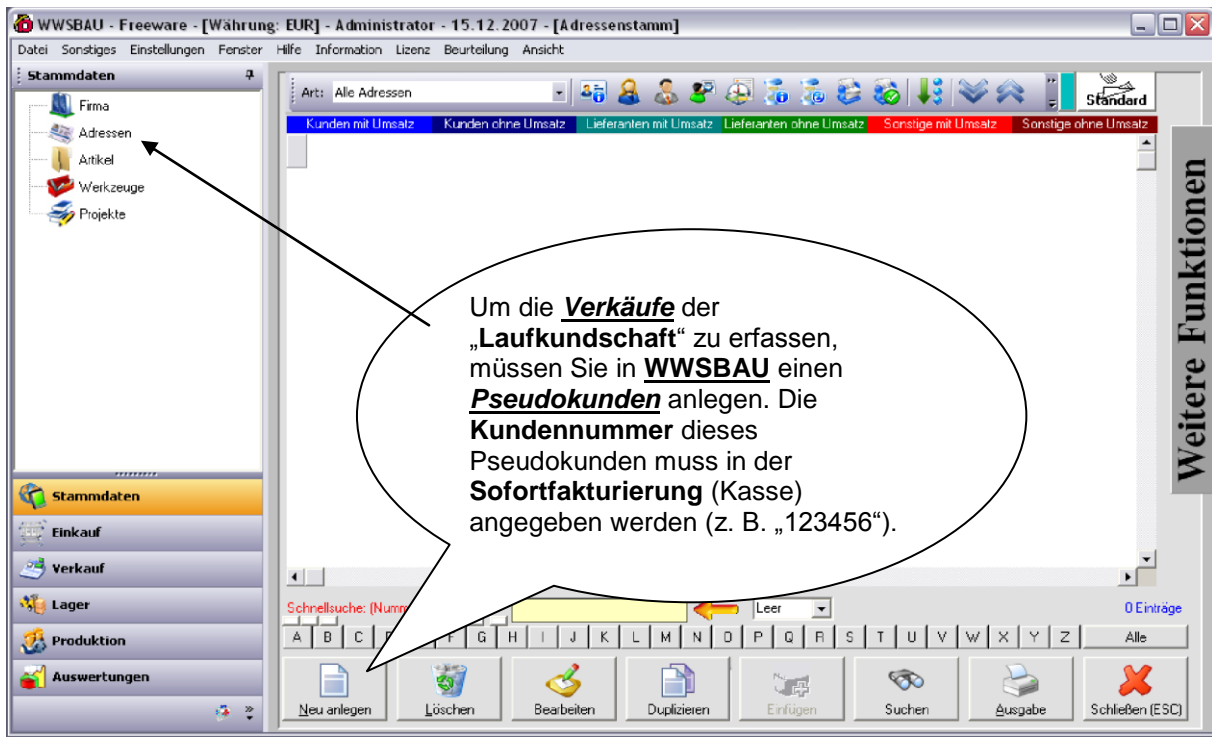 WWSBAU - Freeware - [Währung: EUR] - Administrator - 15.12.2007 - [Adressenstamm]
Datei Sonstiges Einstellungen Fenster Hilfe Information Lizenz Beurteilung Ansicht
Stammdaten
Firma
Adressen
Artikel
Werkzeuge
Projekte
Art: Alle Adressen
Standard
Kunden mit Umsatz Kunden ohne Umsatz Lieferanten mit Umsatz Lieferanten ohne Umsatz Sonstige mit Umsatz Sonstige ohne Umsatz
Um die Verkäufe der
„Laufkundschaft“ zu erfassen,
müssen Sie in WWSBAU einen
Pseudokunden anlegen. Die
Kundennummer dieses
Pseudokunden muss in der
Sofortfakturierung (Kasse)
angegeben werden (z. B. „123456“).
Weitere Funktionen
Stammdaten
Einkauf
Verkauf
Lager
Produktion
Auswertungen
Schnellsuche: Leer 0 Einträge
A B C F G H I J K L M N O P Q R S T U V W X Y Z Alle
Neu anlegen Löschen Bearbeiten Duplizieren Einfügen Suchen Ausgabe Schließen (ESC)